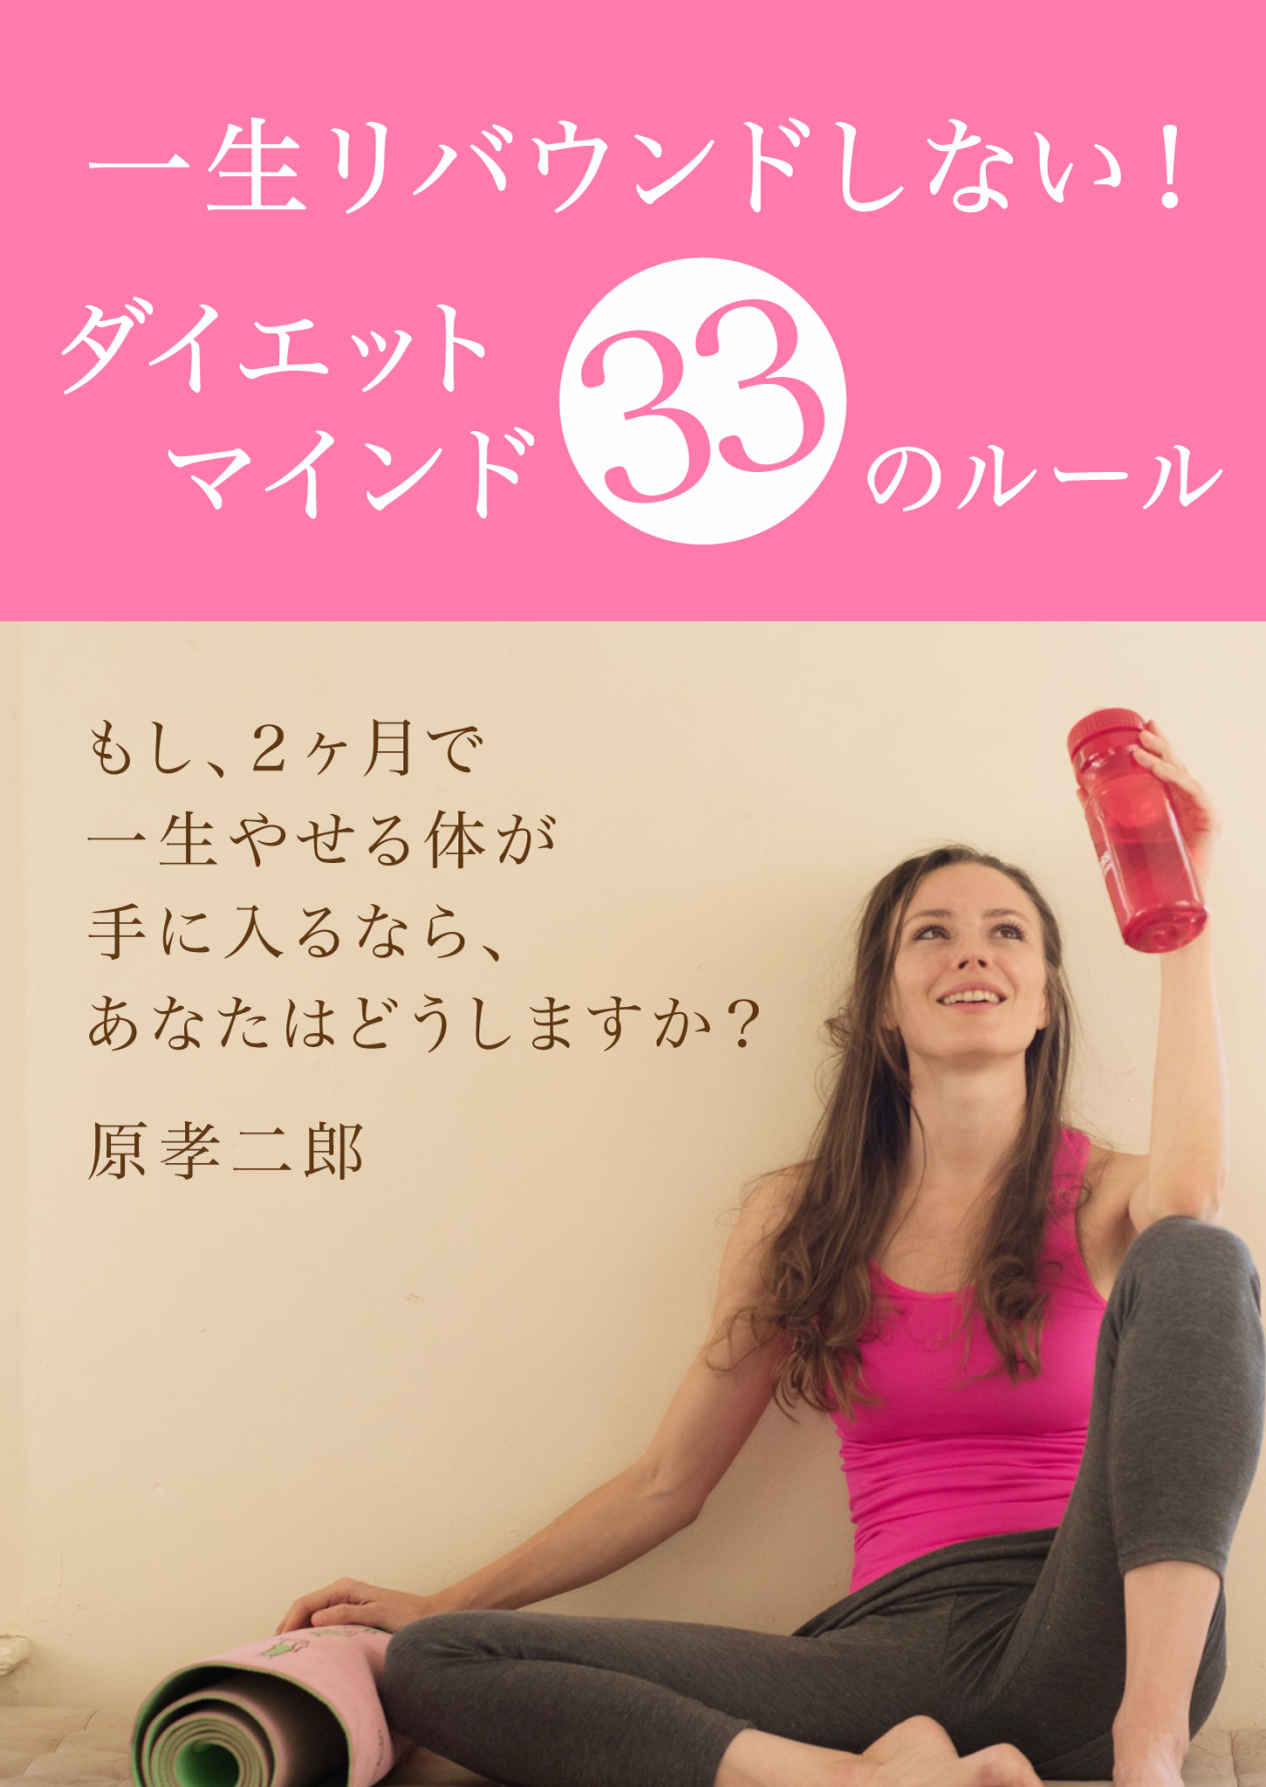 一生リバウンドしない！
ダイエット
マインド33のルール
もし、２ヶ月で
一生やせる体が
手に入るなら、
あなたはどうしますか？
原孝二郎